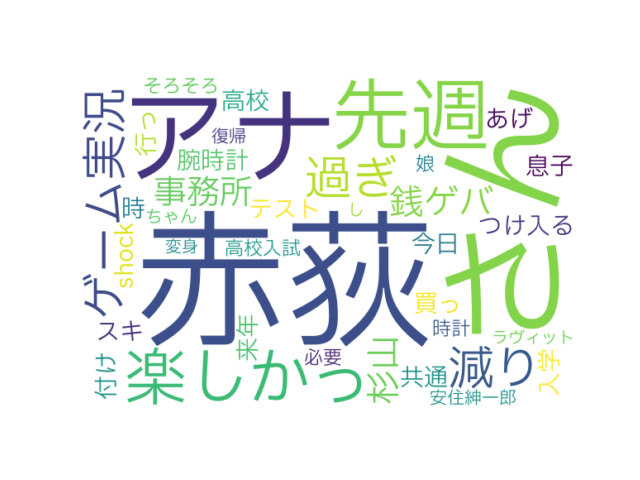 そろそろ
高校
アナ
先週
あげ
ゲーム実況
行っ
復帰
腕時計
過ぎ
娘
息子
さん
事務所
銭ゲバ
時
ちゃん
テスト
し
つけ入る
shock
赤荻
変身
高校入試
今日
買っ
スキ
来年
時計
ラヴィット
付け
楽しかっ
必要
杉山
共通
減り
入学
安住紳一郎